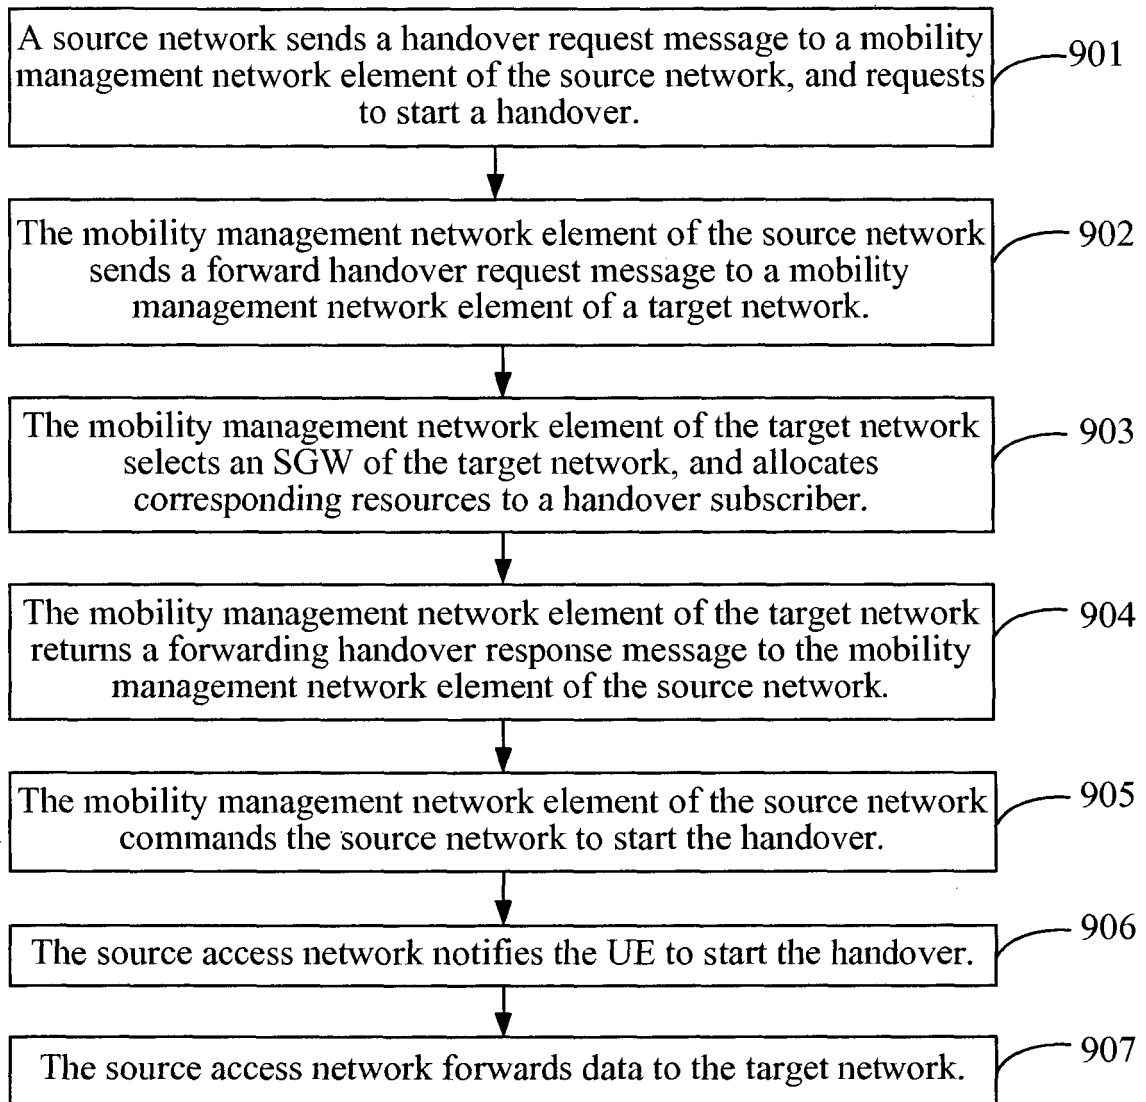 A source network sends a handover request message to a mobility
management network element of the source network, and requests
to start a handover.
901
The mobility management network element of the source network
sends a forward handover request message to a mobility
management network element of a target network.
902
The mobility management network element of the target network
selects an SGW of the target network, and allocates
corresponding resources to a handover subscriber.
903
The mobility management network element of the target network
returns a forwarding handover response message to the mobility
management network element of the source network.
904
The mobility management network element of the source network
commands the source network to start the handover.
905
The source access network notifies the UE to start the handover.
906
The source access network forwards data to the target network.
907